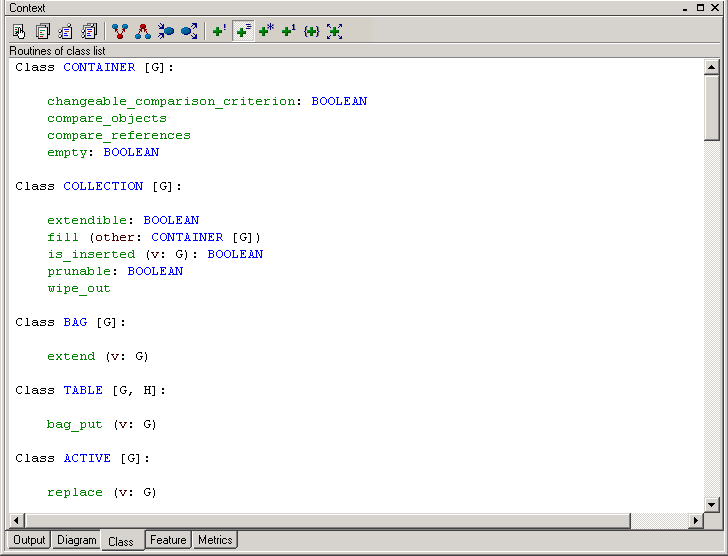 Context
Routines of class list
Class CONTAINER [G]:
changeable_comparison_criterion: BOOLEAN
compare_objects
compare_references
empty: BOOLEAN
Class COLLECTION [G]:
extendible: BOOLEAN
fill (other: CONTAINER [G])
is_inserted (v: G): BOOLEAN
prunable: BOOLEAN
wipe_out
Class BAG [G]:
extend (v: G)
Class TABLE [G, H]:
bag_put (v: G)
Class ACTIVE [G]:
replace (v: G)
Output Diagram Class Feature Metrics